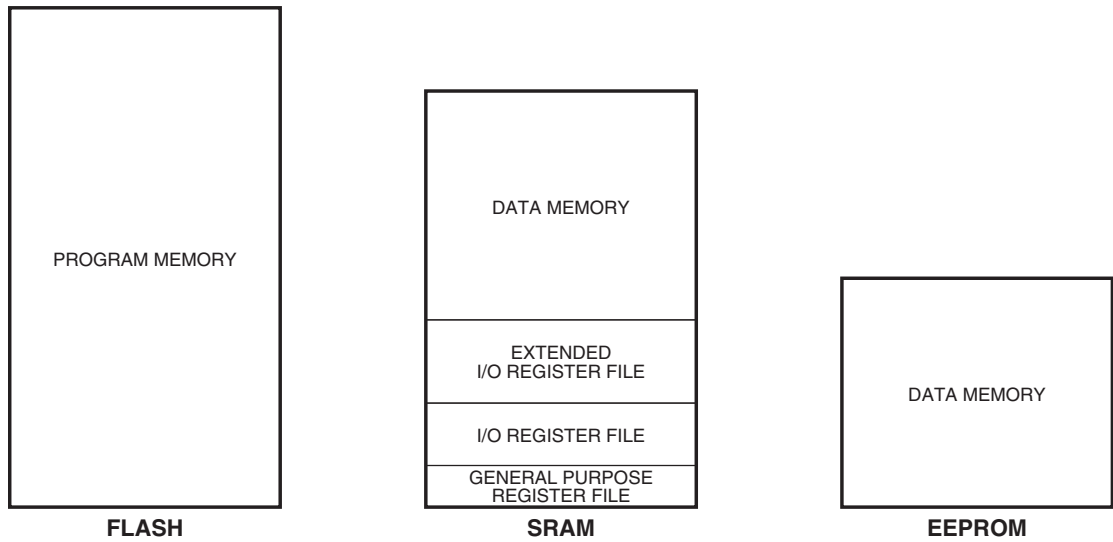 PROGRAM MEMORY
FLASH
DATA MEMORY
EXTENDED
I/O REGISTER FILE
I/O REGISTER FILE
GENERAL PURPOSE
REGISTER FILE
SRAM
DATA MEMORY
EEPROM